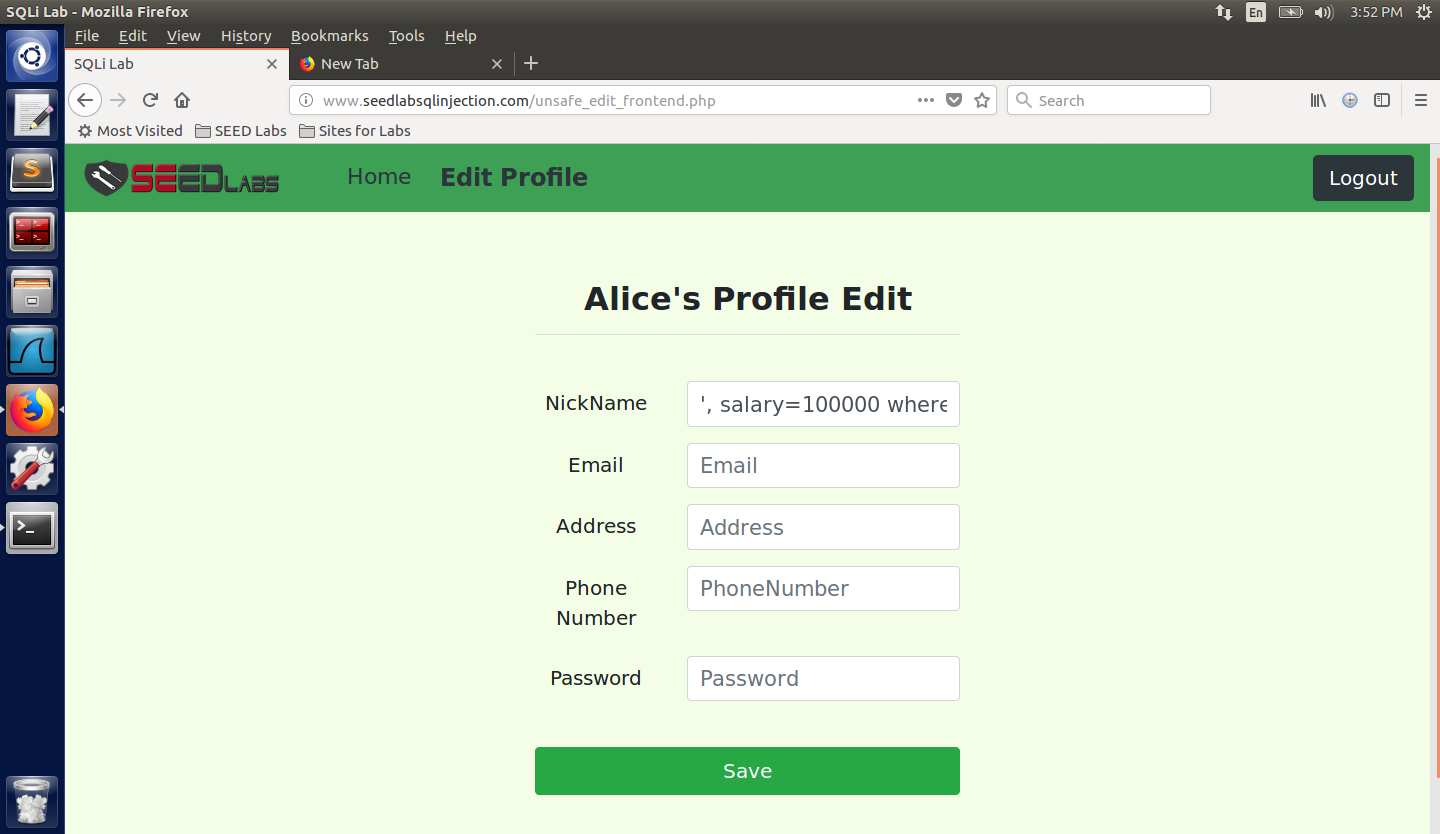 SQLi Lab - Mozilla Firefox
En
3:52 PM
File Edit View History Bookmarks Tools Help
SQLi Lab
New Tab
www.seedlabsqlinjection.com/unsafe_edit_frontend.php
Search
Most Visited
SEED Labs
Sites for Labs
SEEDLABS
Home
Edit Profile
Logout
Alice's Profile Edit
NickName
', salary=100000 where
Email
Email
Address
Address
Phone
Number
PhoneNumber
Password
Password
Save